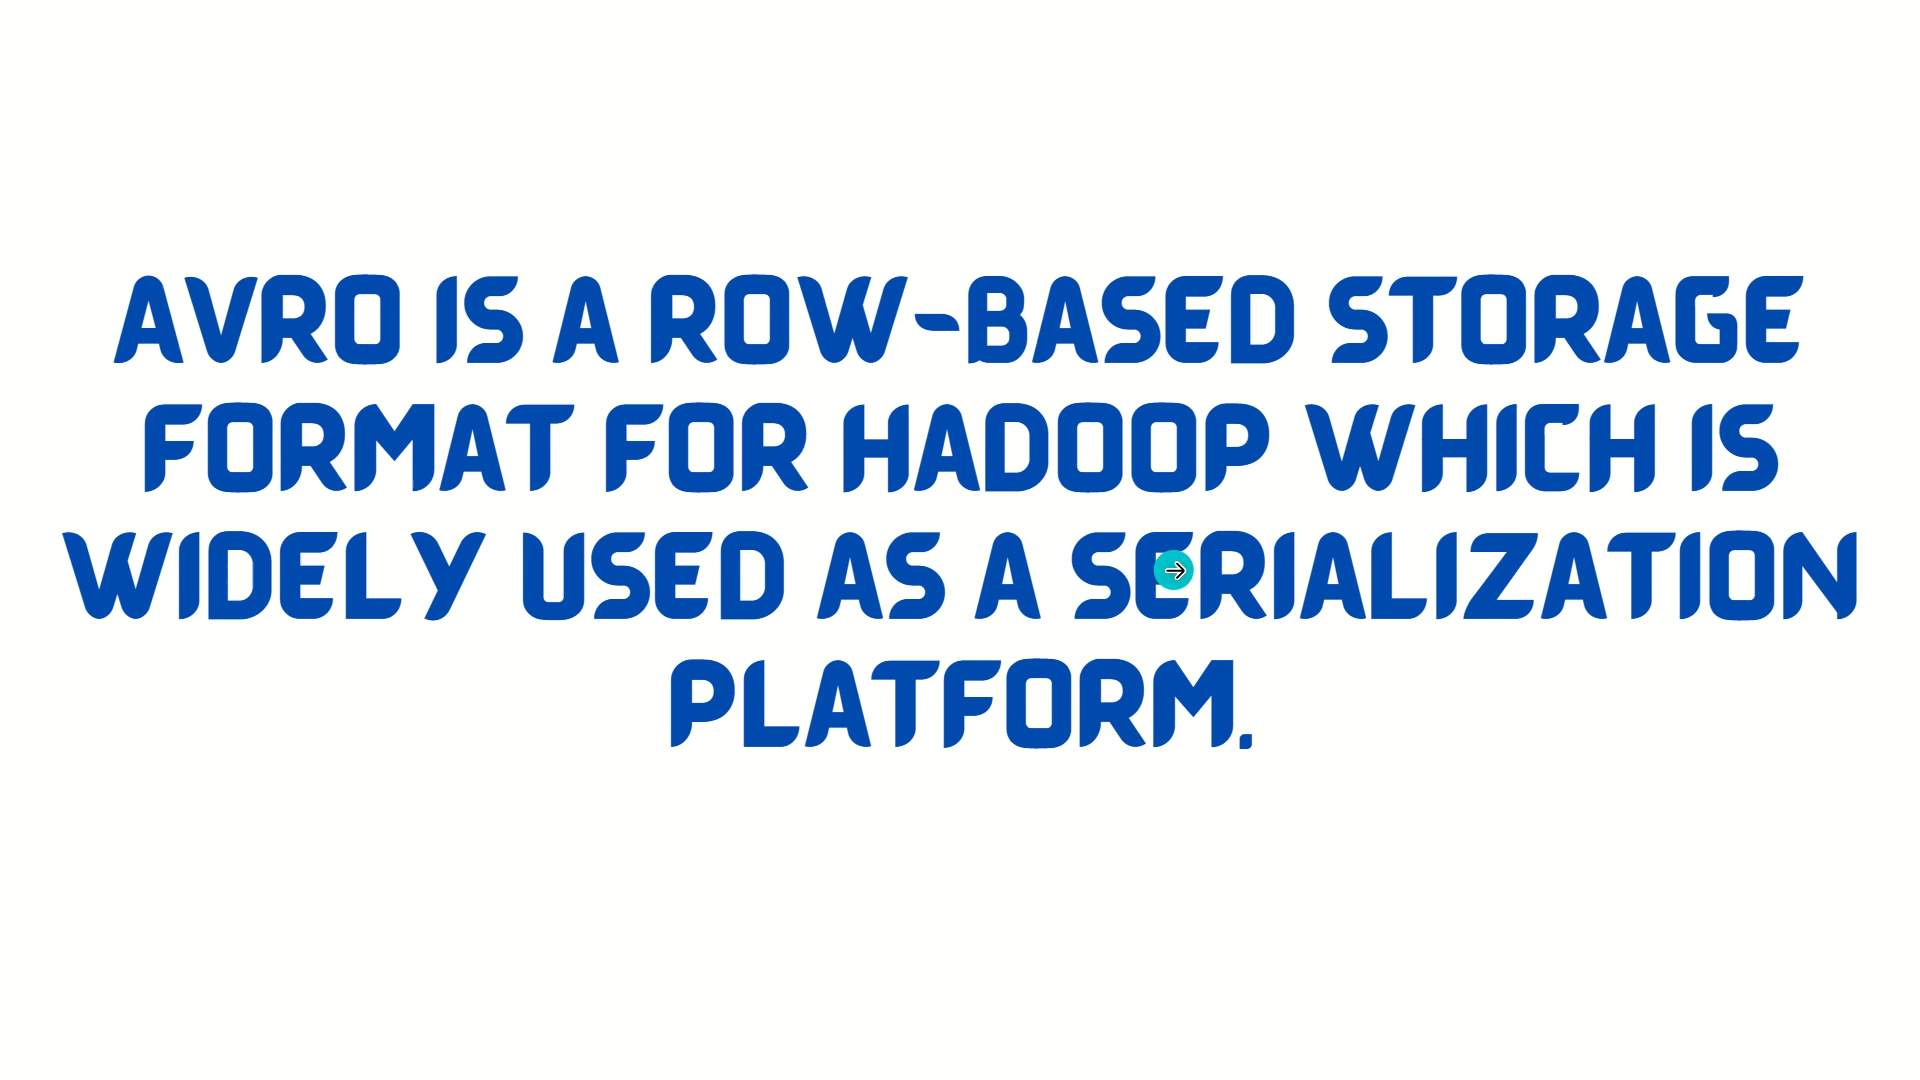 AVRO IS A ROW-BASED STORAGE
FORMAT FOR HADOOP WHICH IS
WIDELY USED AS A SERIALIZATION
PLATFORM.